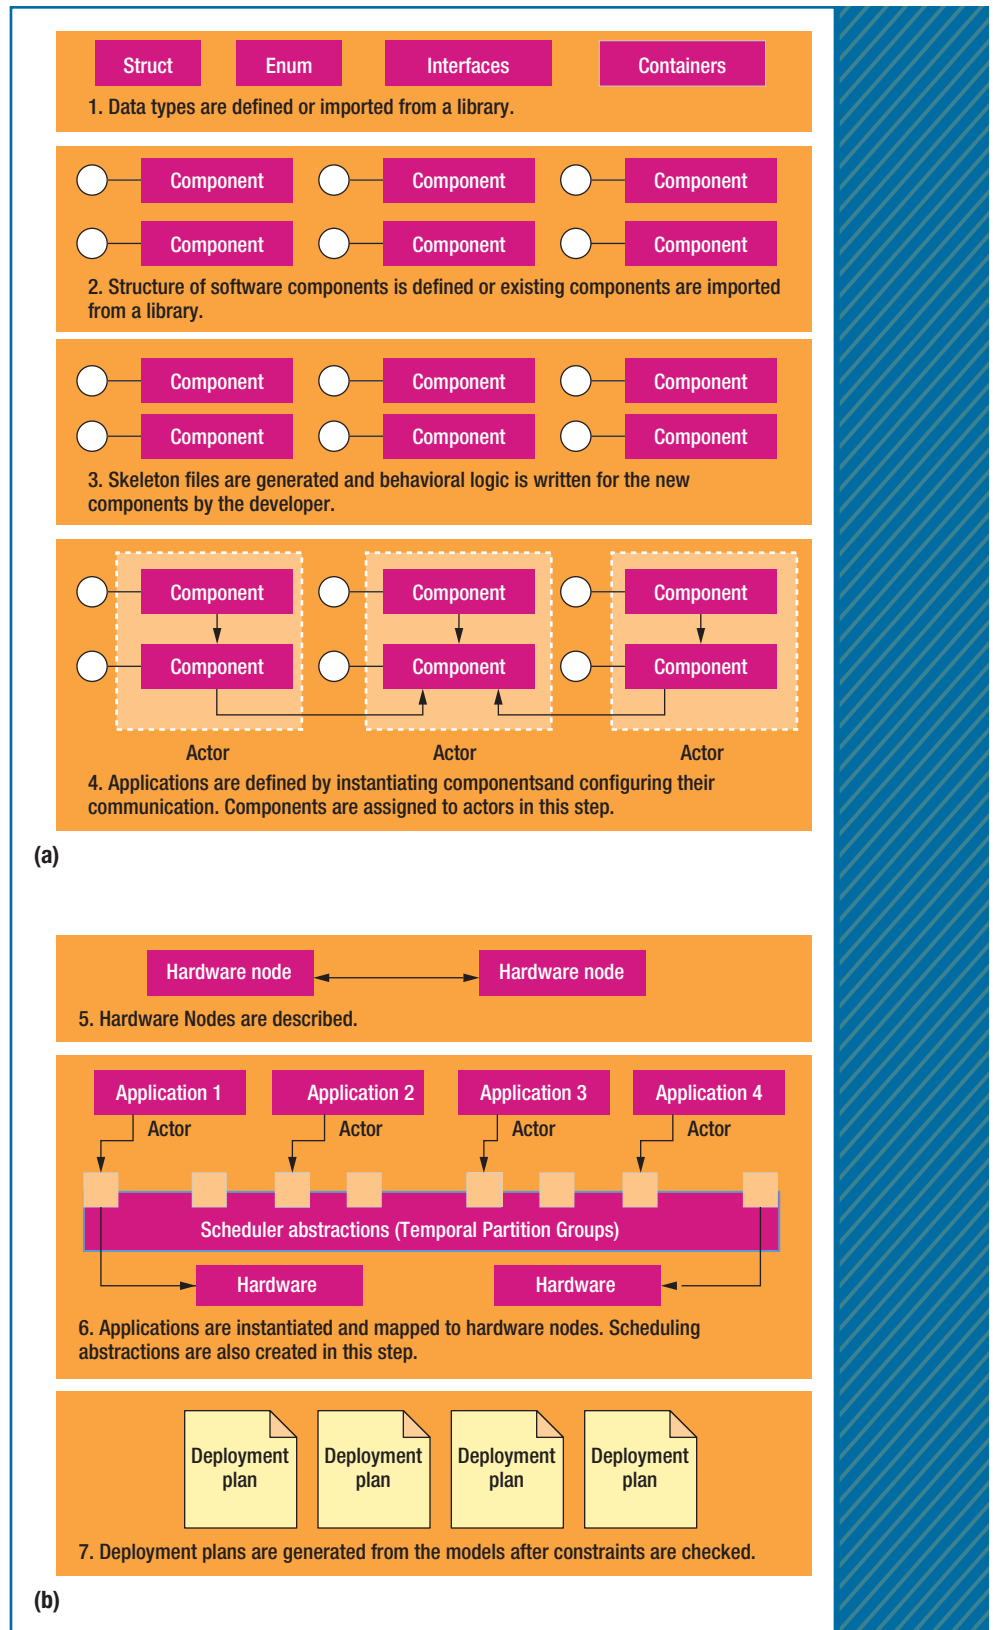 Struct Enum Interfaces Containers
1. Data types are defined or imported from a library.
Component Component Component
Component Component Component
2. Structure of software components is defined or existing components are imported
from a library.
Component Component Component
Component Component Component
3. Skeleton files are generated and behavioral logic is written for the new
components by the developer.
Component Component Component
Component Component Component
Actor Actor Actor
4. Applications are defined by instantiating componentsand configuring their
communication. Components are assigned to actors in this step.
(a)
Hardware node Hardware node
5. Hardware Nodes are described.
Application 1 Application 2 Application 3 Application 4
Actor Actor Actor Actor
Scheduler abstractions (Temporal Partition Groups)
Hardware Hardware
6. Applications are instantiated and mapped to hardware nodes. Scheduling
abstractions are also created in this step.
Deployment Deployment Deployment Deployment
plan plan plan plan
7. Deployment plans are generated from the models after constraints are checked.
(b)